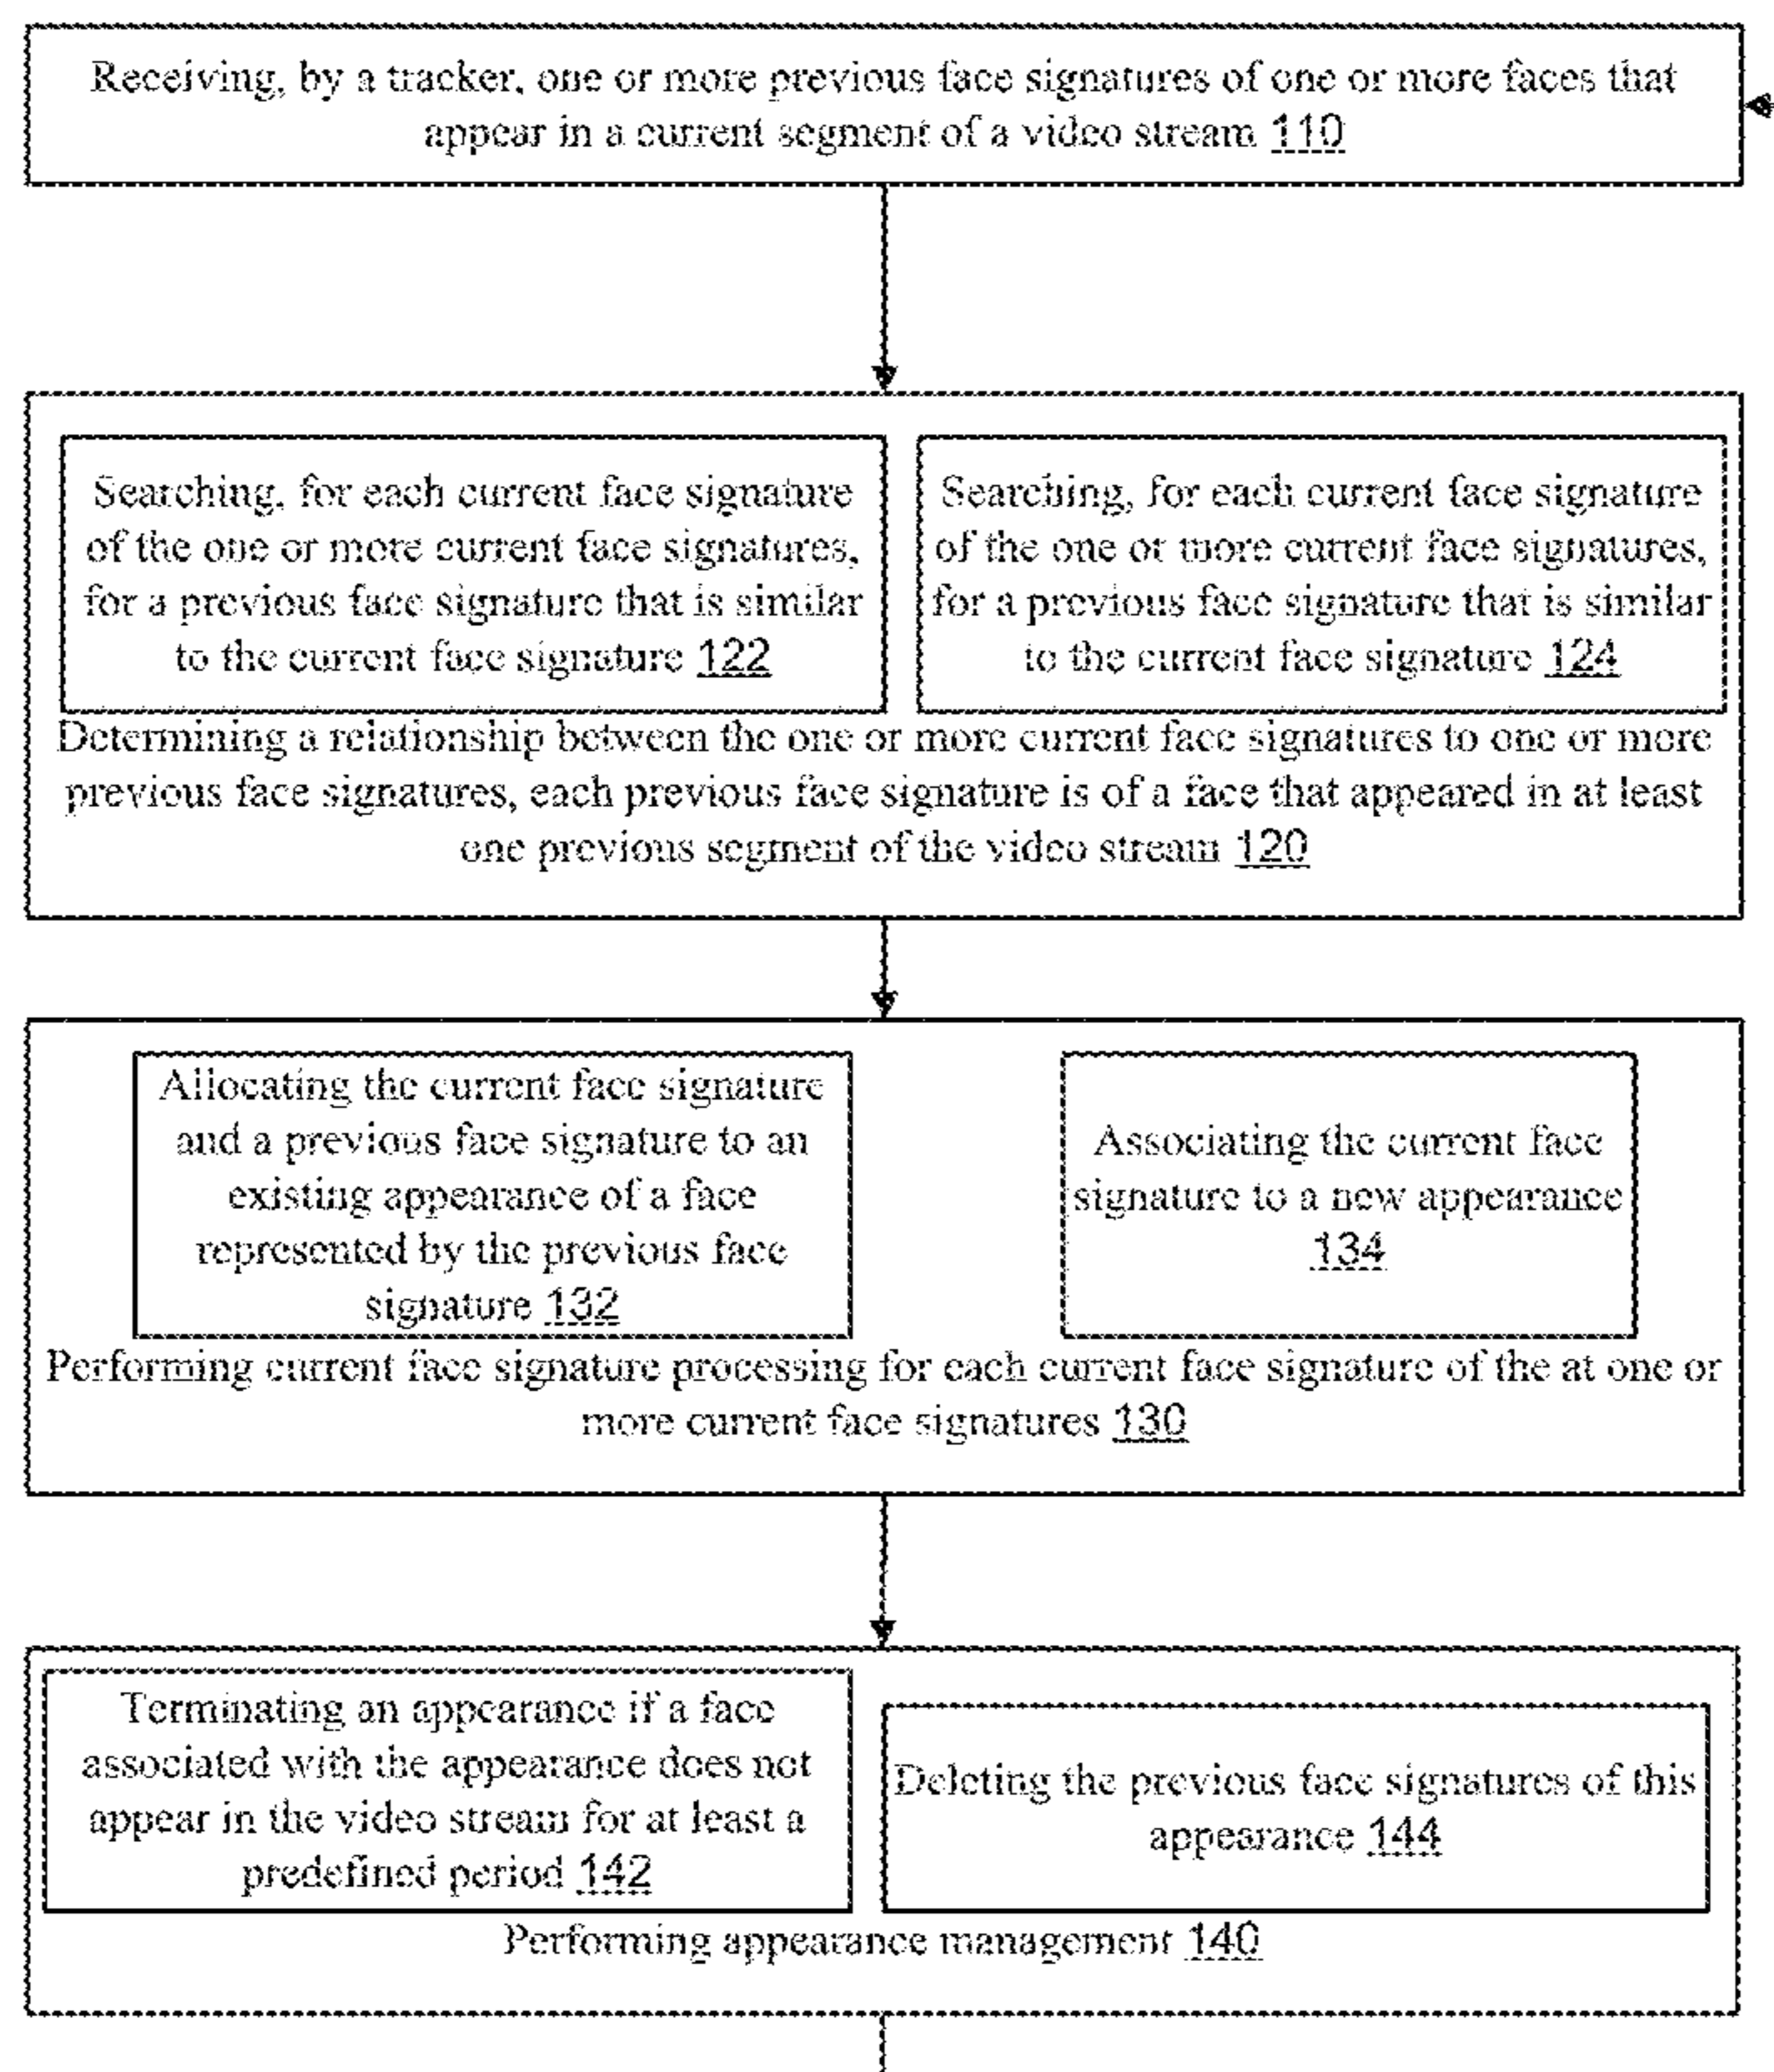 Receiving, by a tracker, one or more previous face signatures of one or more faces that
appear in a current segment of a video stream 110
Searching, for each current face signature
of the one or more current face signatures,
for a previous face signature that is similar
to the current face signature 122
Searching, for each current face signature
of the one or more current face signatures,
for a previous face signature that is similar
to the current face signature 124
Determining a relationship between the one or more current face signatures to one or more
previous face signatures, each previous face signature is of a face that appeared in at least
one previous segment of the video stream 120
Allocating the current face signature
and a previous face signature to an
existing appearance of a face
represented by the previous face
signature 132
Associating the current face
signature to a new appearance
134
Performing current face signature processing for each current face signature of the at one or
more current face signatures 130
Terminating an appearance if a face
associated with the appearance does not
appear in the video stream for at least a
predefined period 142
Deleting the previous face signatures of this
appearance 144
Performing appearance management 140